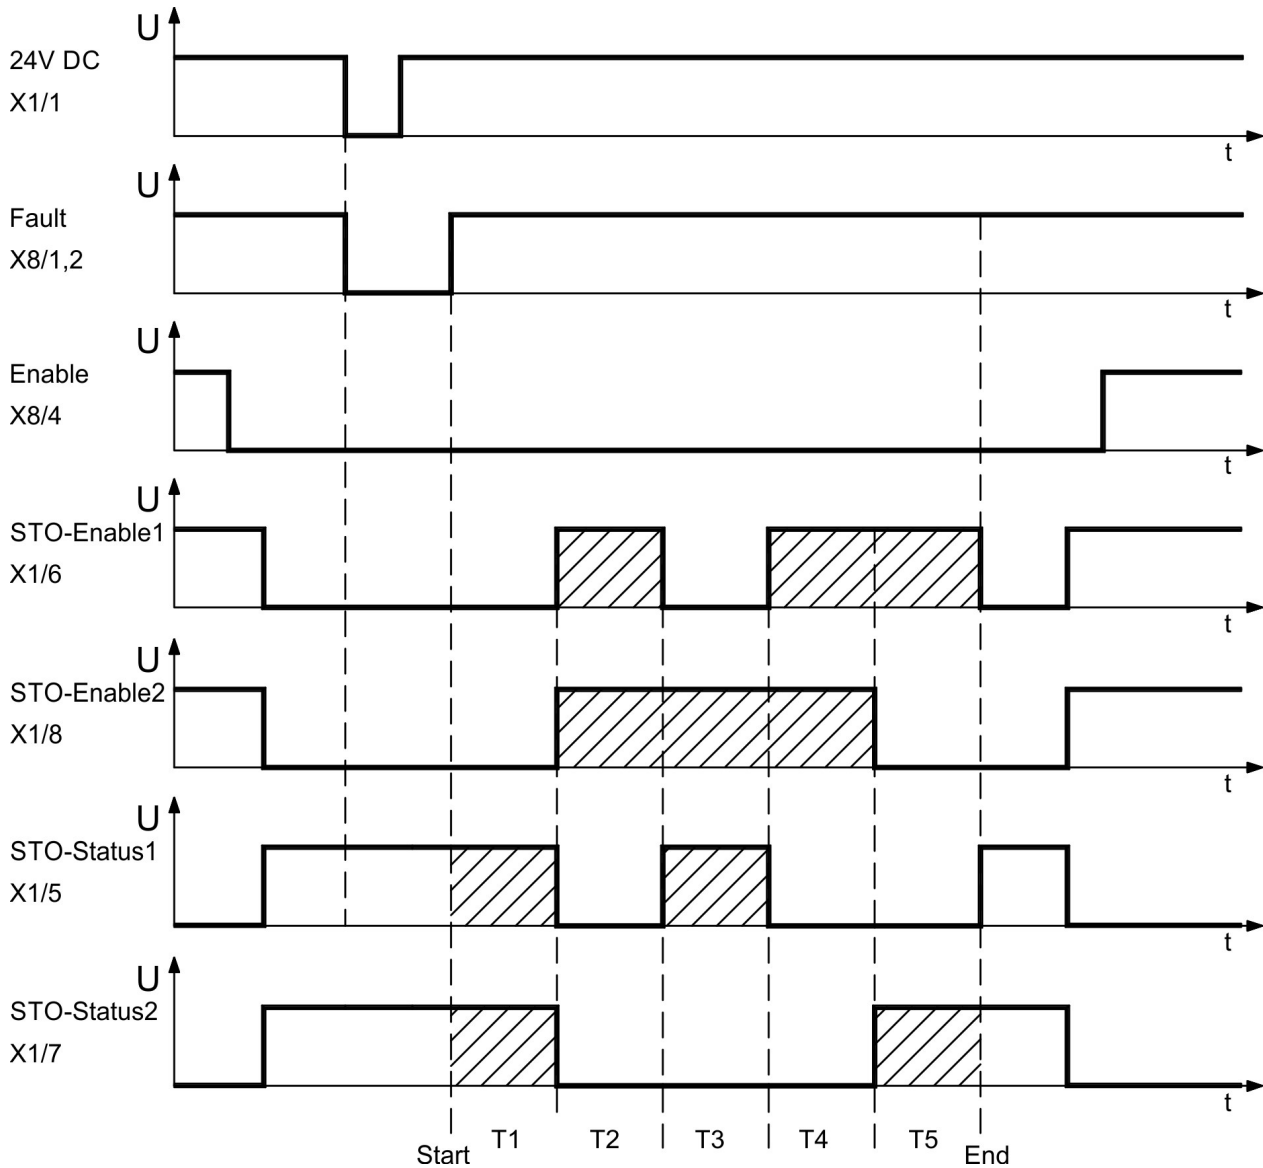 U
24V DC
X1/1
t
U
Fault
X8/1,2
t
U
Enable
X8/4
t
U
STO-Enable1
X1/6
t
U
STO-Enable2
X1/8
t
U
STO-Status1
X1/5
t
U
STO-Status2
X1/7
t
T1 T2 T3 T4 T5
Start End